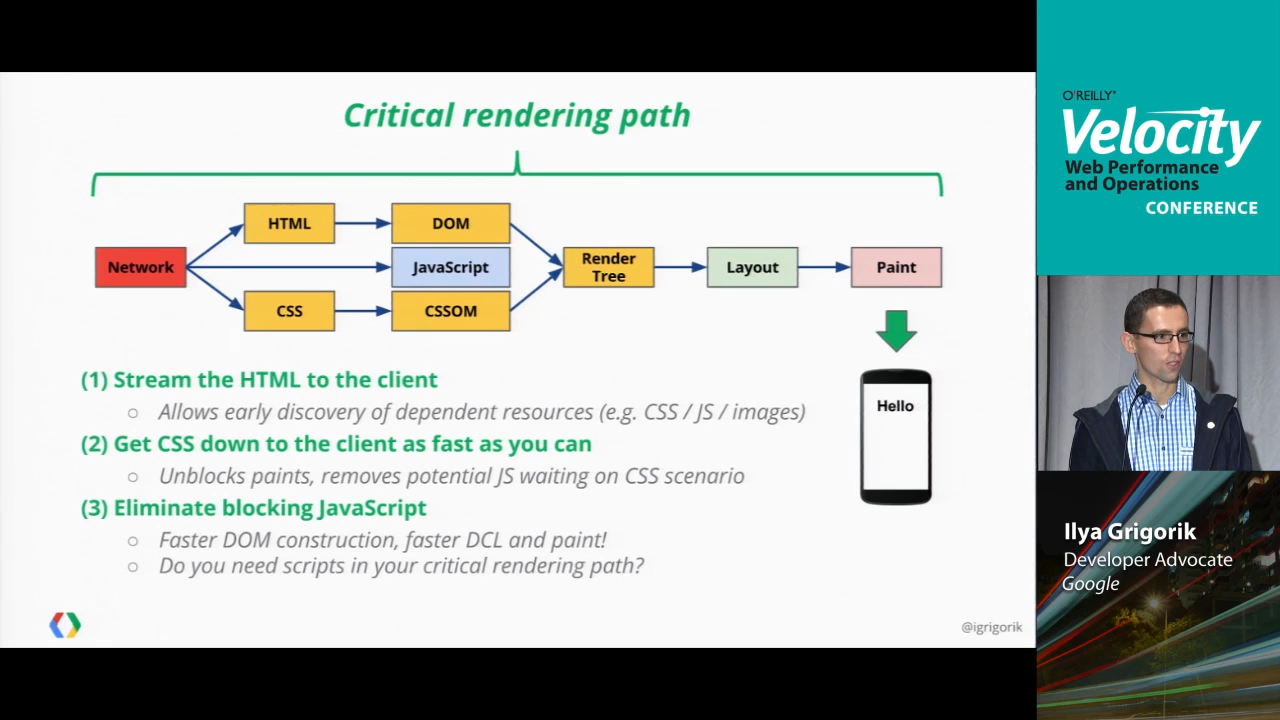 Critical rendering path
HTML
DOM
Network
JavaScript
Render
Tree
Layout
Paint
CSS
CSSOM
Hello
(1) Stream the HTML to the client
○ Allows early discovery of dependent resources (e.g. CSS / JS / images)
(2) Get CSS down to the client as fast as you can
○ Unblocks paints, removes potential JS waiting on CSS scenario
(3) Eliminate blocking JavaScript
○ Faster DOM construction, faster DCL and paint!
○ Do you need scripts in your critical rendering path?
@igrigorik
O'REILLY®
Velocity
Web Performance
and Operations
CONFERENCE
Ilya Grigorik
Developer Advocate
Google